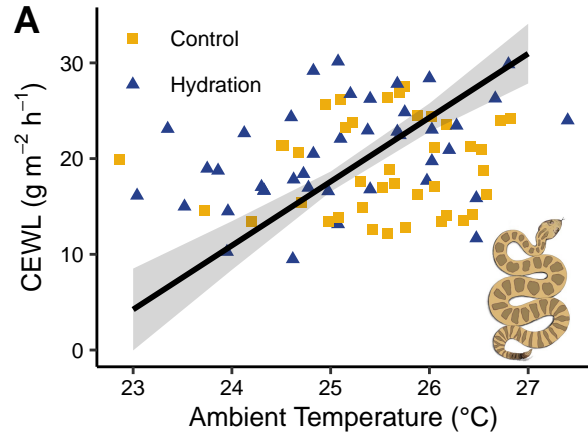 A
Control
Hydration
CEWL (g m⁻² h⁻¹)
30
20
10
0
23
24
25
26
27
Ambient Temperature (°C)